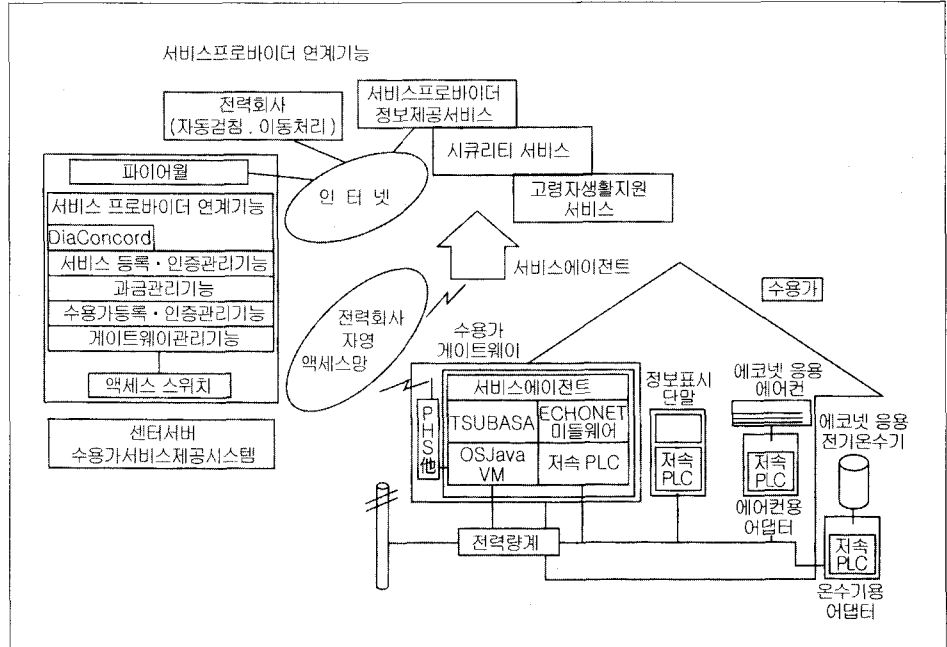 서비스프로바이더 연계기능
전력회사
(자동검침 . 이동처리)
서비스프로바이더
정보제공서비스
시큐리티 서비스
고령자생활지원
서비스
파이어월
인 터 넷
서비스 프로바이더 연계기능
DiaConcord
서비스 등록·인증관리기능
과금관리기능
수용가등록·인증관리기능
게이트웨이관리기능
액세스 스위치
센터서버
수용가서비스제공시스템
서비스에이전트
전력회사
자영
액세스망
수용가
수용가
게이트웨이
서비스에이전트
PHS他
TSUBASA
ECHONET
미들웨어
OSJava
VM
저속 PLC
정보표시
단말
저속
PLC
에코넷 응용
에어컨
저속
PLC
에어컨용
어댑터
에코넷 응용
전기온수기
저속
PLC
온수기용
어댑터
전력량계